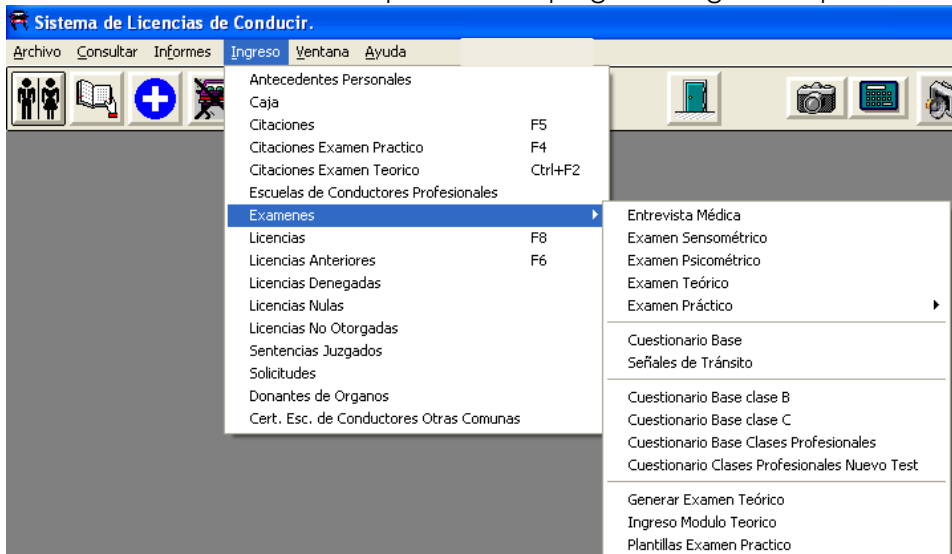 Sistema de Licencias de Conducir.
Archivo Consultar Informes Ingreso Ventana Ayuda
Antecedentes Personales
Caja
Citaciones F5
Citaciones Examen Practico F4
Citaciones Examen Teorico Ctrl+F2
Escuelas de Conductores Profesionales
Examenes
Licencias F8
Licencias Anteriores F6
Licencias Denegadas
Licencias Nulas
Licencias No Otorgadas
Sentencias Juzgados
Solicitudes
Donantes de Organos
Cert. Esc. de Conductores Otras Comunas
Entrevista Médica
Examen Sensométrico
Examen Psicométrico
Examen Teórico
Examen Práctico
Cuestionario Base
Señales de Tránsito
Cuestionario Base clase B
Cuestionario Base clase C
Cuestionario Base Clases Profesionales
Cuestionario Clases Profesionales Nuevo Test
Generar Examen Teórico
Ingreso Modulo Teorico
Plantillas Examen Practico